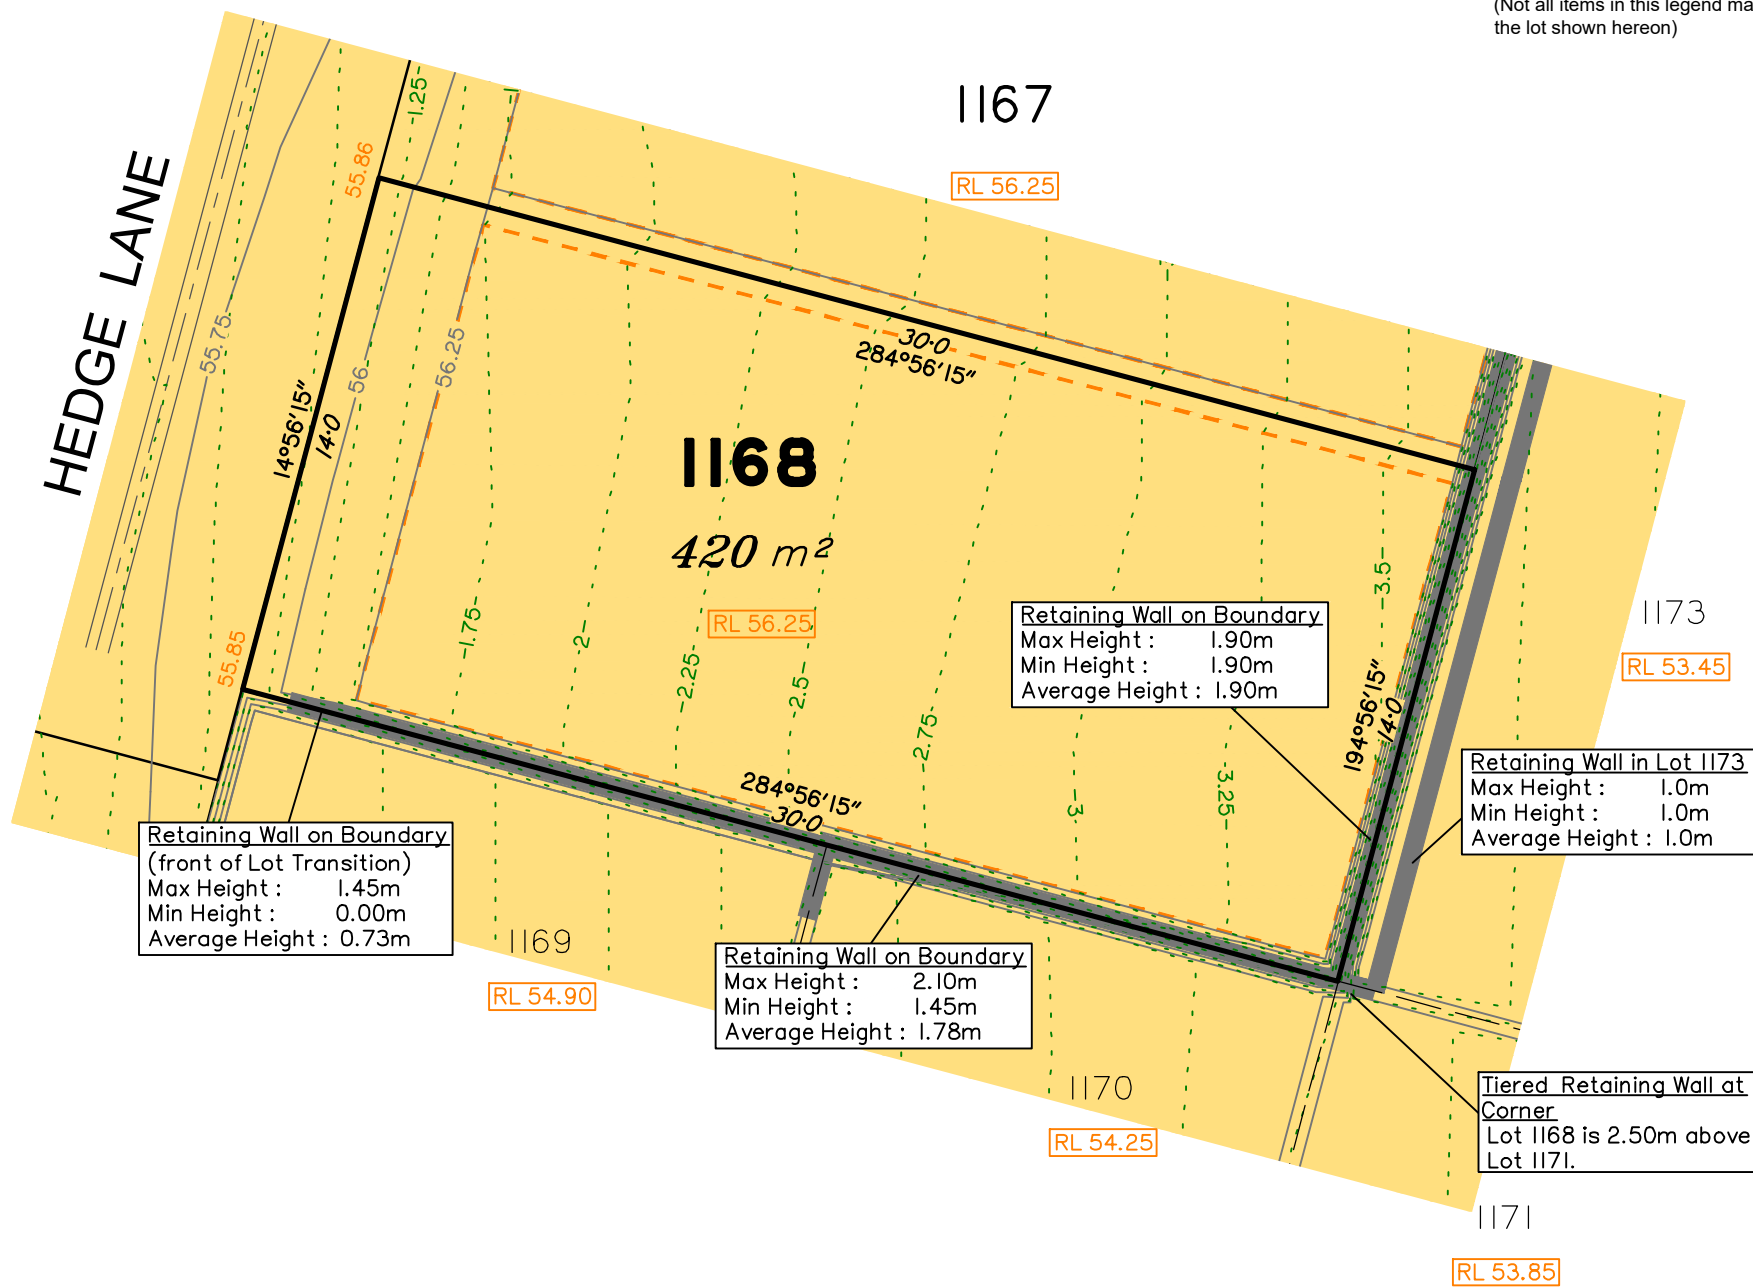 (Not all items in this legend ma
the lot shown hereon)
1167
RL 56.25
HEDGE LANE
55.86
1.25
1
55.75
56
56.25
14°56'15"
14·0
30·0
284°56'15"
1168
420 m²
RL 56.25
1.75
2
2.25
2.5
2.75
3
3.25
3.5
Retaining Wall on Boundary
Max Height : 1.90m
Min Height : 1.90m
Average Height : 1.90m
1173
RL 53.45
194°56'15"
14·0
55.85
Retaining Wall in Lot 1173
Max Height : 1.0m
Min Height : 1.0m
Average Height : 1.0m
284°56'15"
30·0
Retaining Wall on Boundary
(front of Lot Transition)
Max Height : 1.45m
Min Height : 0.00m
Average Height : 0.73m
1169
RL 54.90
Retaining Wall on Boundary
Max Height : 2.10m
Min Height : 1.45m
Average Height : 1.78m
1170
RL 54.25
Tiered Retaining Wall at
Corner
Lot 1168 is 2.50m above
Lot 1171.
1171
RL 53.85